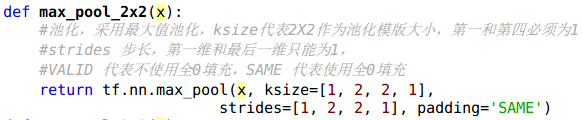 def max_pool_2x2(x):
#池化，采用最大值池化，ksize代表2X2作为池化模版大小，第一和第四必须为1
#strides 步长，第一维和最后一维只能为1，
#VALID 代表不使用全0填充，SAME 代表使用全0填充
return tf.nn.max_pool(x, ksize=[1, 2, 2, 1],
strides=[1, 2, 2, 1], padding='SAME')